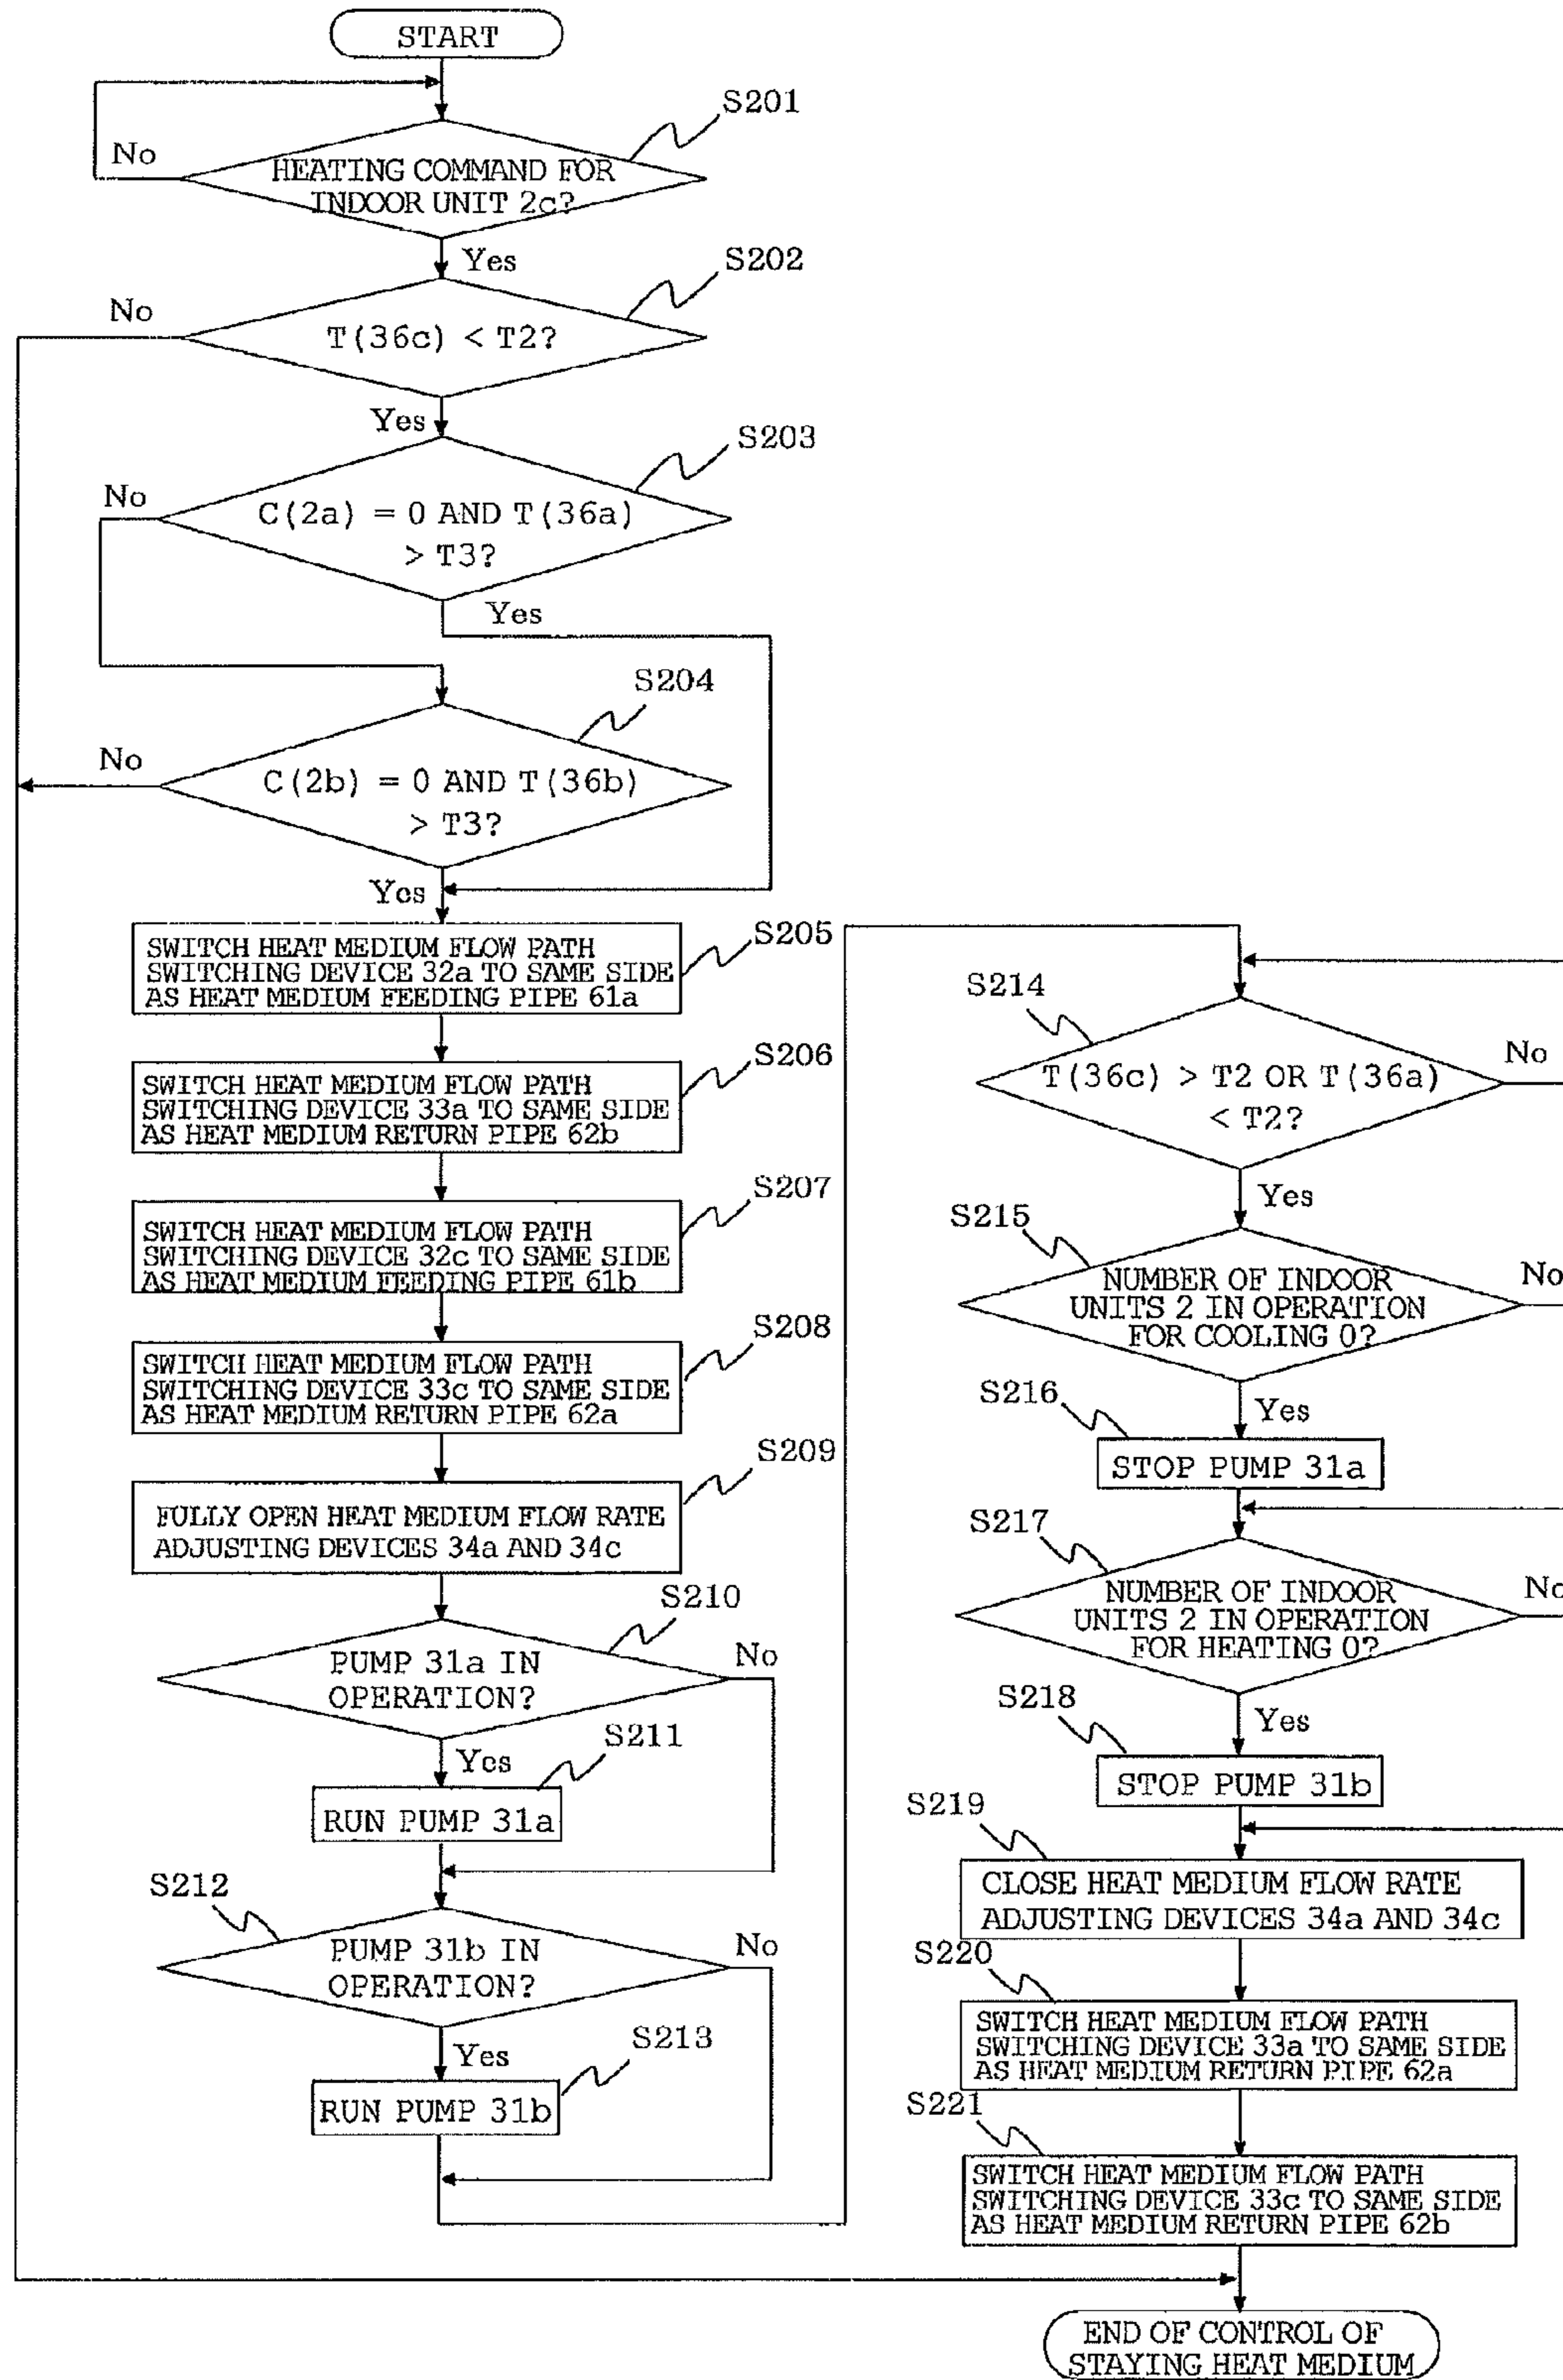 START
S201
No
HEATING COMMAND FOR
INDOOR UNIT 2c?
Yes
S202
No
T(36c) < T2?
Yes
S203
No
C(2a) = 0 AND T(36a)
> T3?
Yes
S204
No
C(2b) = 0 AND T(36b)
> T3?
Yes
S205
SWITCH HEAT MEDIUM FLOW PATH
SWITCHING DEVICE 32a TO SAME SIDE
AS HEAT MEDIUM FEEDING PIPE 61a
S206
SWITCH HEAT MEDIUM FLOW PATH
SWITCHING DEVICE 33a TO SAME SIDE
AS HEAT MEDIUM RETURN PIPE 62b
S207
SWITCH HEAT MEDIUM FLOW PATH
SWITCHING DEVICE 32c TO SAME SIDE
AS HEAT MEDIUM FEEDING PIPE 61b
S208
SWITCH HEAT MEDIUM FLOW PATH
SWITCHING DEVICE 33c TO SAME SIDE
AS HEAT MEDIUM RETURN PIPE 62a
S209
FULLY OPEN HEAT MEDIUM FLOW RATE
ADJUSTING DEVICES 34a AND 34c
S210
PUMP 31a IN
OPERATION?
No
Yes
S211
RUN PUMP 31a
S212
PUMP 31b IN
OPERATION?
No
Yes
S213
RUN PUMP 31b
S214
T(36c) > T2 OR T(36a)
< T2?
No
Yes
S215
NUMBER OF INDOOR
UNITS 2 IN OPERATION
FOR COOLING 0?
No
Yes
S216
STOP PUMP 31a
S217
NUMBER OF INDOOR
UNITS 2 IN OPERATION
FOR HEATING 0?
No
Yes
S218
STOP PUMP 31b
S219
CLOSE HEAT MEDIUM FLOW RATE
ADJUSTING DEVICES 34a AND 34c
S220
SWITCH HEAT MEDIUM FLOW PATH
SWITCHING DEVICE 33a TO SAME SIDE
AS HEAT MEDIUM RETURN PIPE 62a
S221
SWITCH HEAT MEDIUM FLOW PATH
SWITCHING DEVICE 33c TO SAME SIDE
AS HEAT MEDIUM RETURN PIPE 62b
END OF CONTROL OF
STAYING HEAT MEDIUM